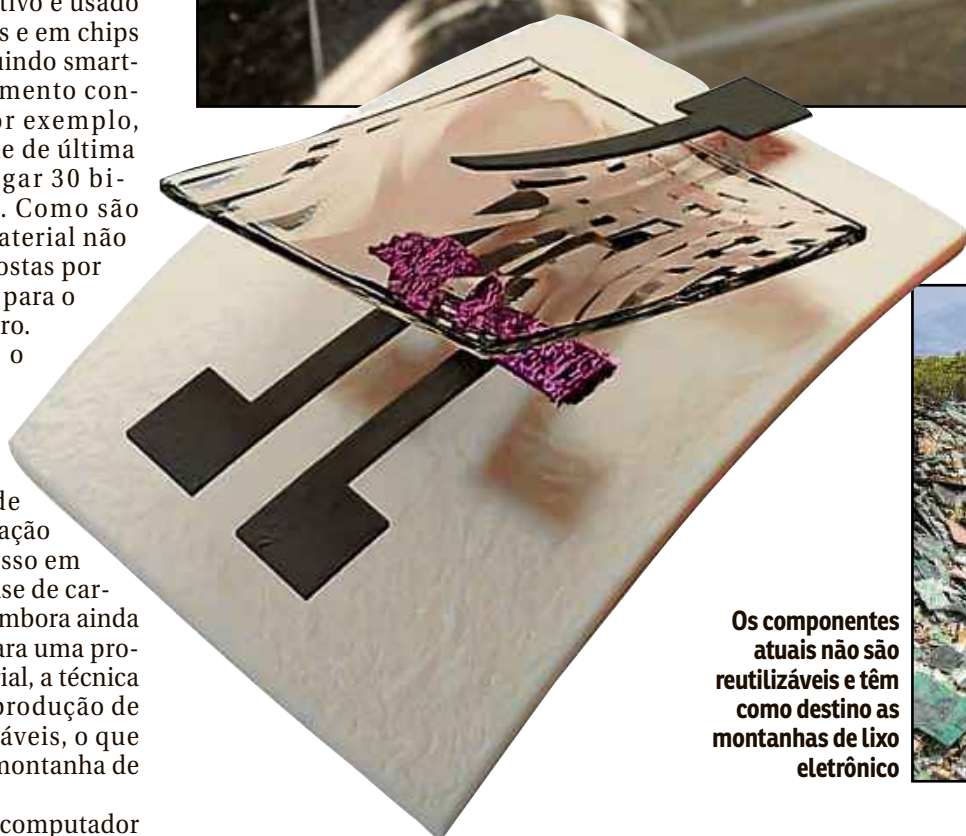 tivo é usado
s e em chips
uindo smart-
mento con-
or exemplo,
e de última
gar 30 bi-
. Como são
aterial não
ostas por
para o
ro.
o
de
ação
sso em
se de car-
mbora ainda
ara uma pro-
ial, a técnica
produção de
áveis, o que
montanha de
computador
Os componentes
atuais não são
reutilizáveis e têm
como destino as
montanhas de lixo
eletrônico